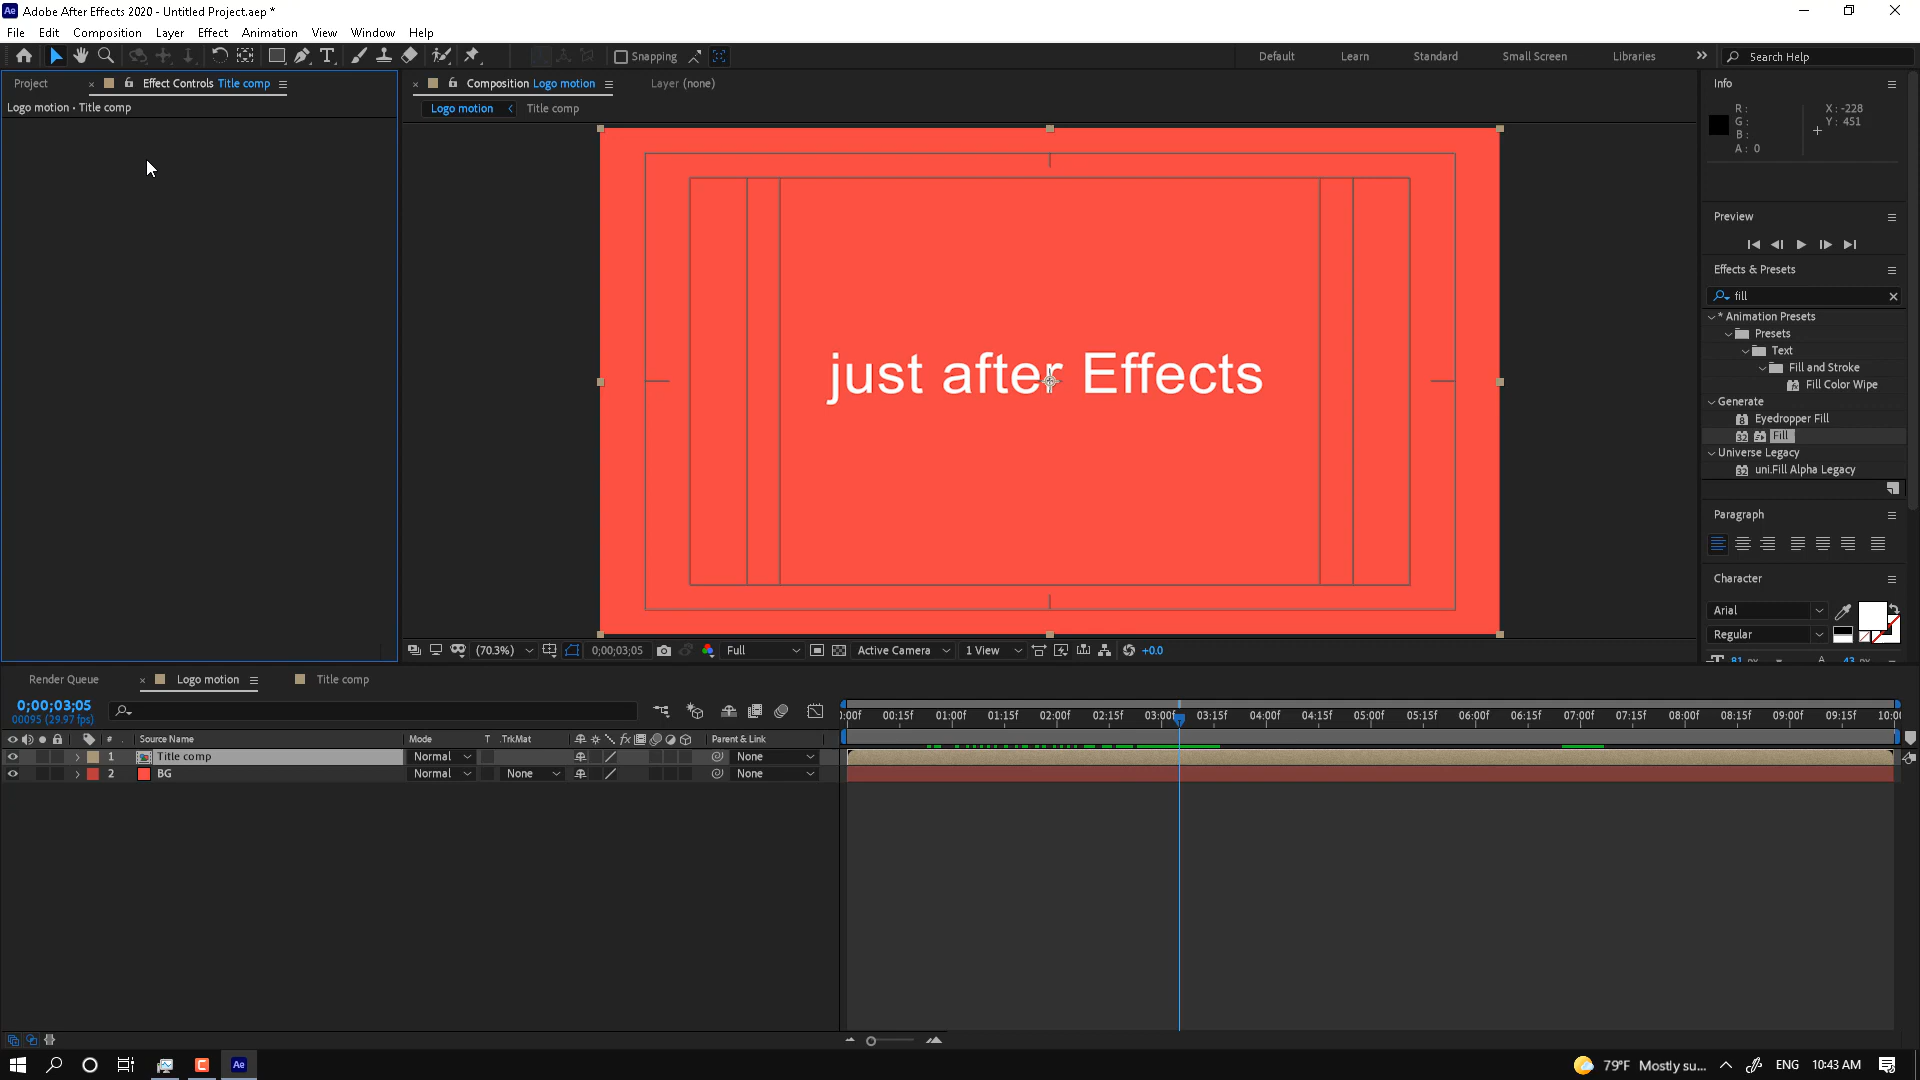 Adobe After Effects 2020 - Untitled Project.aep *
File Edit Composition Layer Effect Animation View Window Help
Snapping
Default Learn Standard Small Screen Libraries
Search Help
Project
Effect Controls Title comp
Logo motion • Title comp
Composition Logo motion
Layer (none)
Logo motion
Title comp
just after Effects
(70.3%)
0;00;03;05
Full
Active Camera
1 View
+0.0
Info
R :
G :
B :
A : 0
X : -228
Y : 451
Preview
Effects & Presets
fill
* Animation Presets
Presets
Text
Fill and Stroke
Fill Color Wipe
Generate
Eyedropper Fill
Fill
Universe Legacy
uni.Fill Alpha Legacy
Paragraph
Character
Arial
Regular
Render Queue
Logo motion
Title comp
0;00;03;05
00095 (29.97 fps)
# Source Name Mode T .TrkMat Parent & Link
1 Title comp Normal None
2 BG Normal None None
:00f 00:15f 01:00f 01:15f 02:00f 02:15f 03:00f 03:15f 04:00f 04:15f 05:00f 05:15f 06:00f 06:15f 07:00f 07:15f 08:00f 08:15f 09:00f 09:15f 10:0
79°F Mostly su...
ENG
10:43 AM